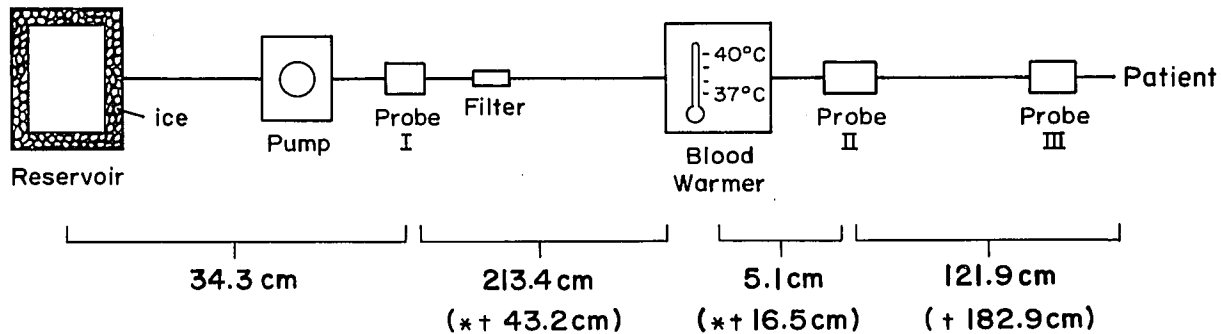 40°C
37°C
Patient
ice
Pump
Probe
I
Filter
Probe
II
Probe
III
Reservoir
Blood
Warmer
34.3 cm
213.4 cm
5.1 cm
121.9 cm
(*† 43.2 cm)
(*† 16.5 cm)
(† 182.9 cm)